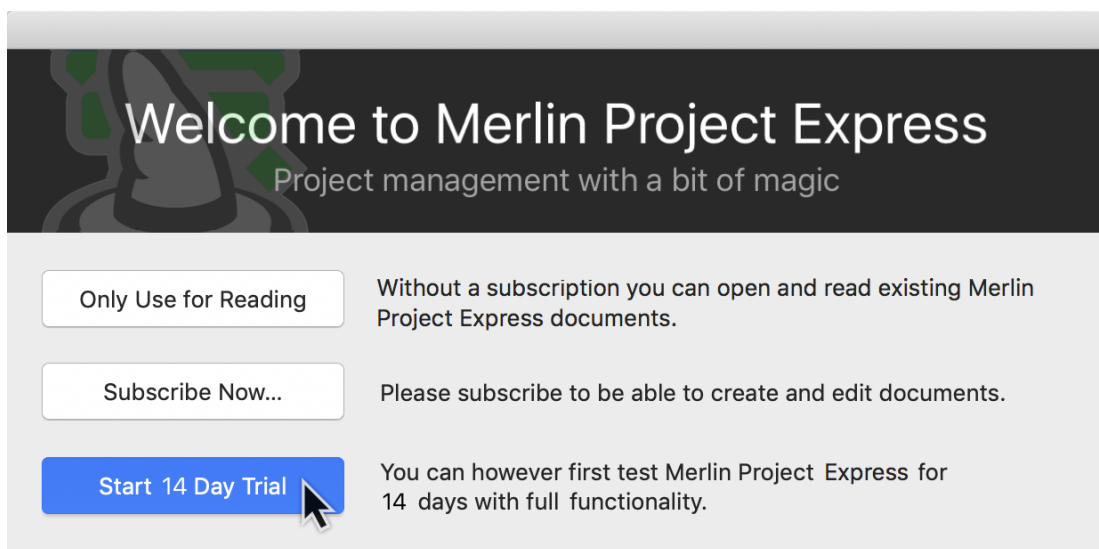 Welcome to Merlin Project Express
Project management with a bit of magic
Only Use for Reading
Without a subscription you can open and read existing Merlin
Project Express documents.
Subscribe Now...
Please subscribe to be able to create and edit documents.
Start 14 Day Trial
You can however first test Merlin Project Express for
14 days with full functionality.